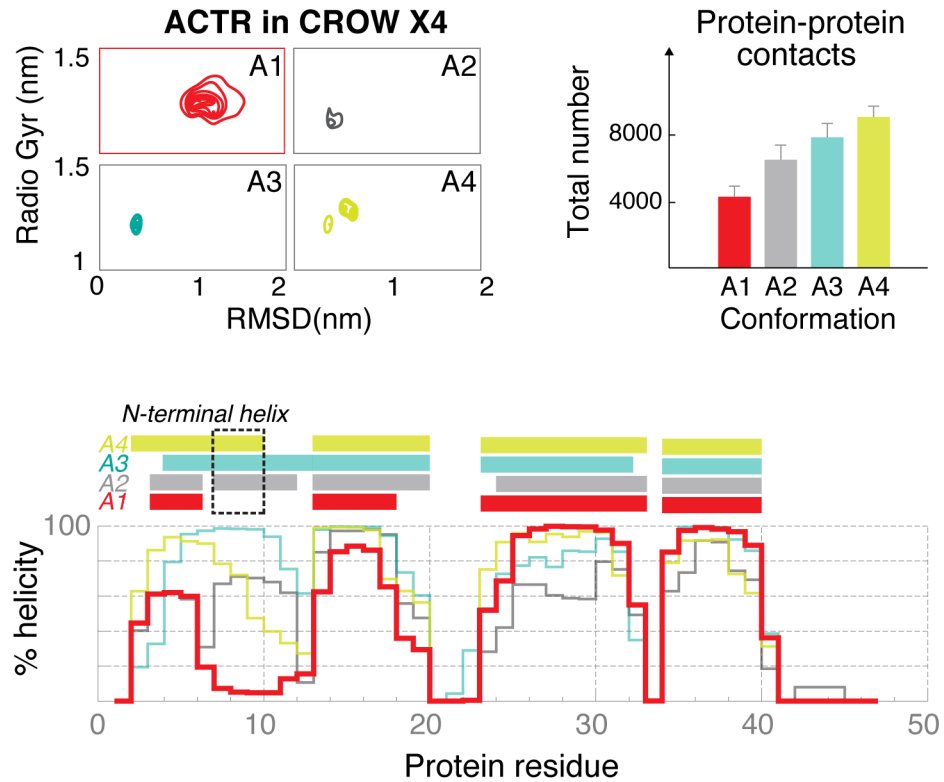 ACTR in CROW X4
Radio Gyr (nm)
1.5
A1
A2
1.5
A3
A4
1
0
1
2
2
RMSD(nm)
Protein-protein
contacts
Total number
8000
4000
A1 A2 A3 A4
Conformation
N-terminal helix
A4
A3
A2
A1
% helicity
100
0 10 20 30 40 50
Protein residue